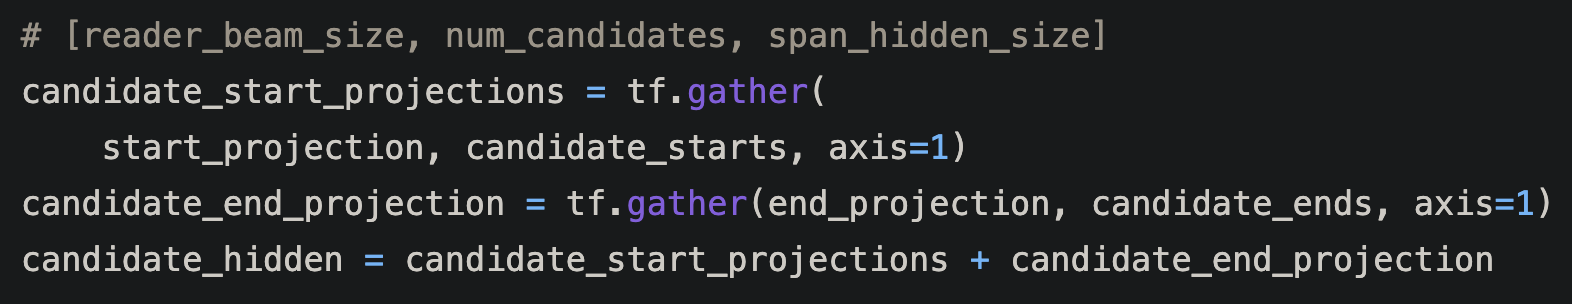 # [reader_beam_size, num_candidates, span_hidden_size]
candidate_start_projections = tf.gather(
    start_projection, candidate_starts, axis=1)
candidate_end_projection = tf.gather(end_projection, candidate_ends, axis=1)
candidate_hidden = candidate_start_projections + candidate_end_projection